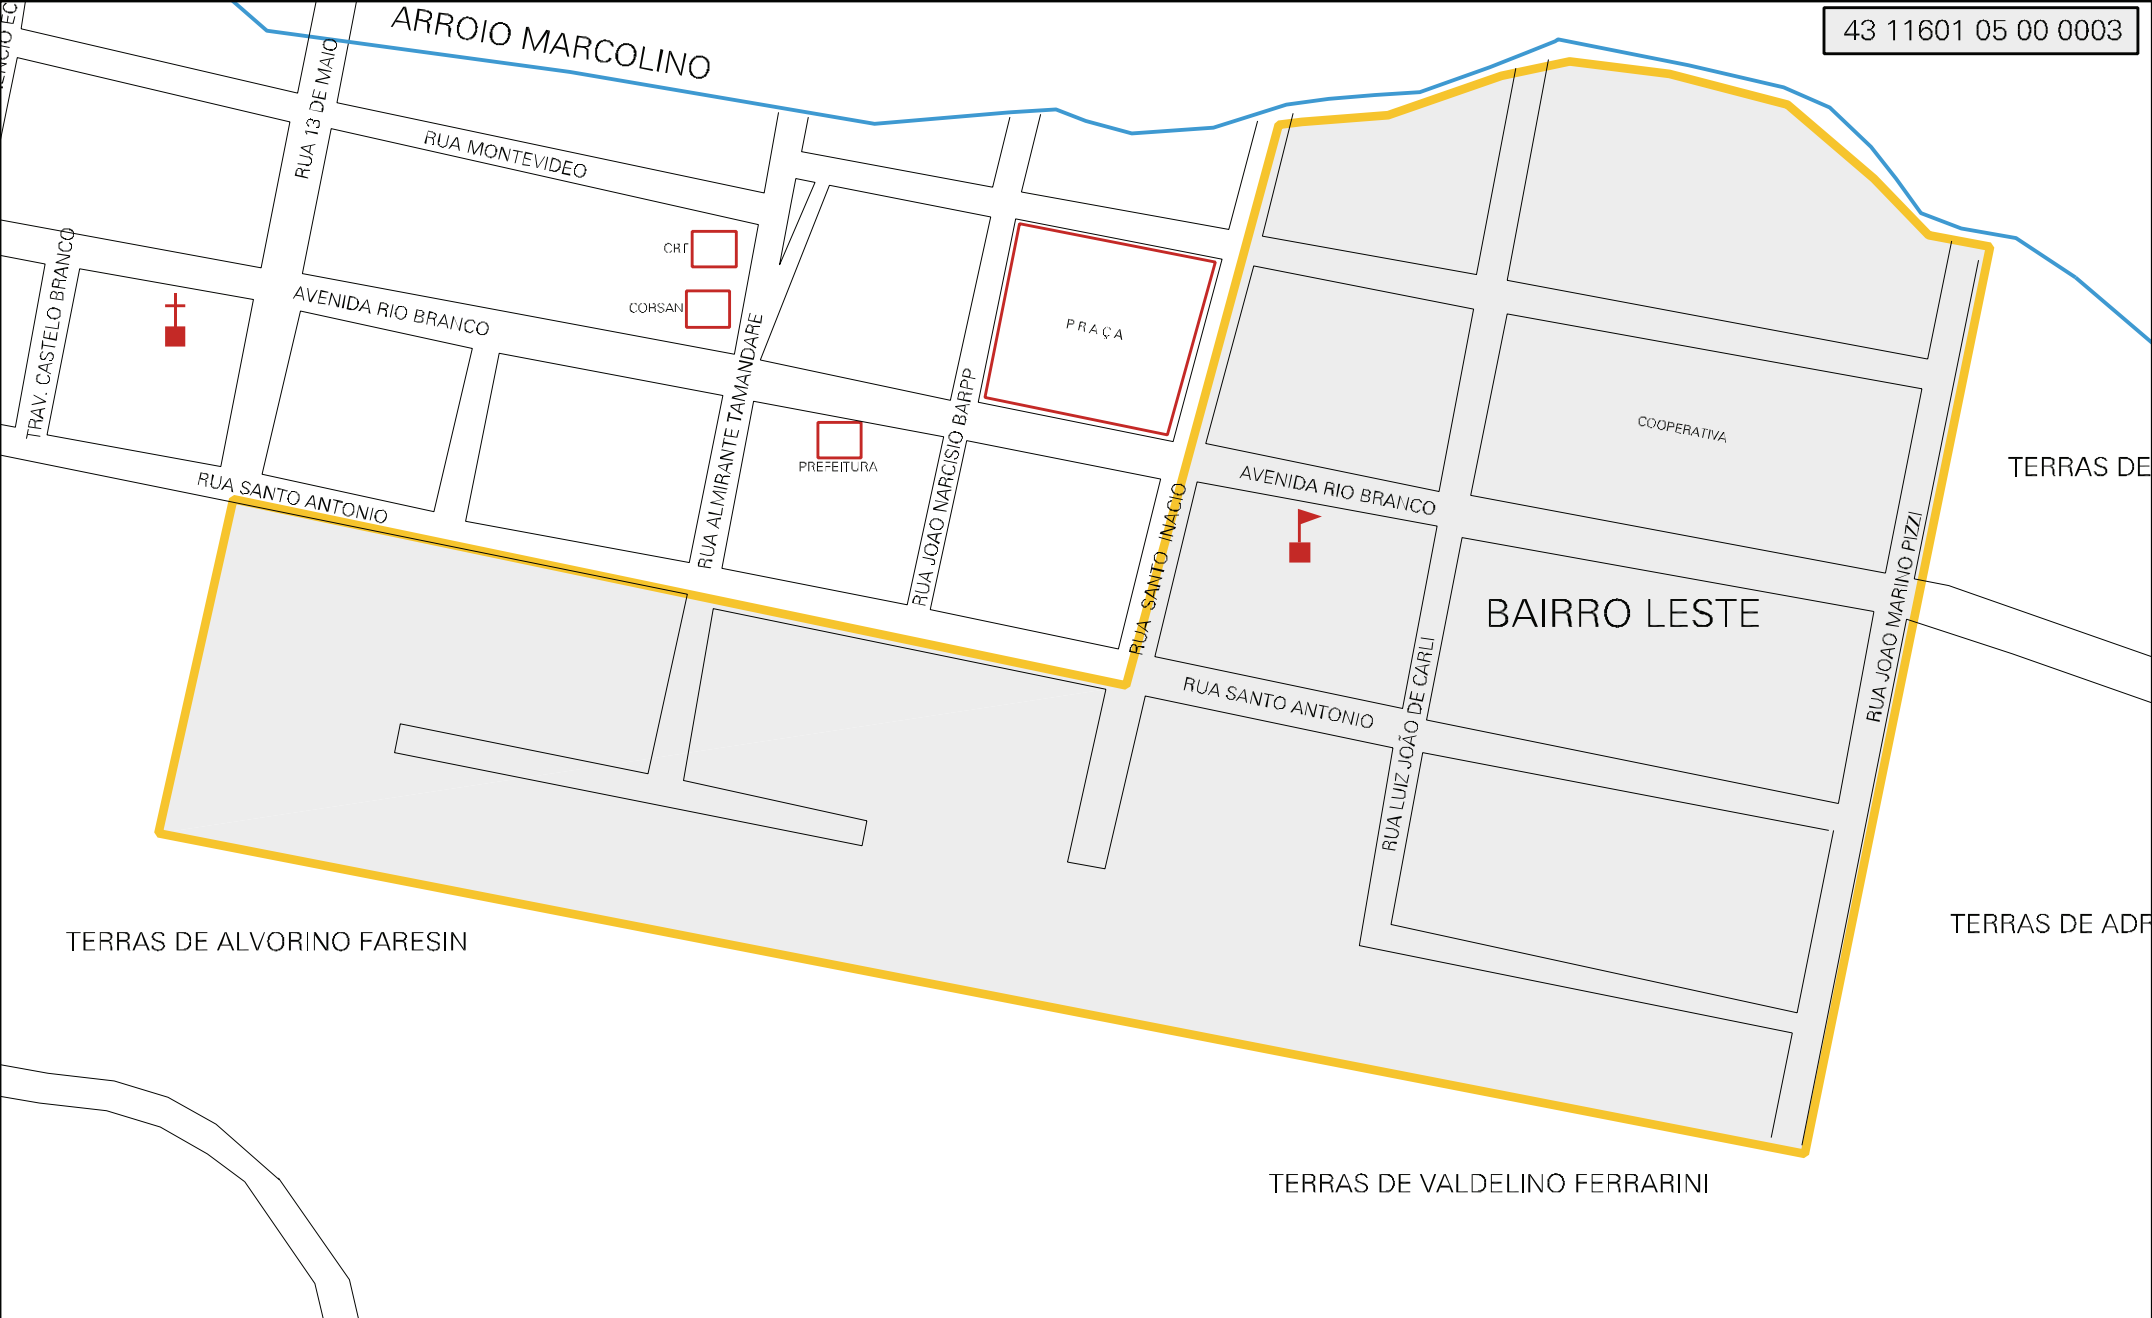 43 11601 05 00 0003
ARROIO MARCOLINO
RUA 13 DE MAIO
RUA MONTEVIDEO
TRAV. CASTELO BRANCO
CRT
CORSAN
AVENIDA RIO BRANCO
PRAÇA
RUA ALMIRANTE TAMANDARE
RUA JOAO NARCISIO BARPP
PREFEITURA
COOPERATIVA
TERRAS DE
RUA SANTO ANTONIO
AVENIDA RIO BRANCO
RUA SANTO INACIO
RUA JOAO MARINO PIZZI
BAIRRO LESTE
RUA SANTO ANTONIO
RUA LUIZ JOÃO DE CARLI
TERRAS DE ALVORINO FARESIN
TERRAS DE ADR
TERRAS DE VALDELINO FERRARINI